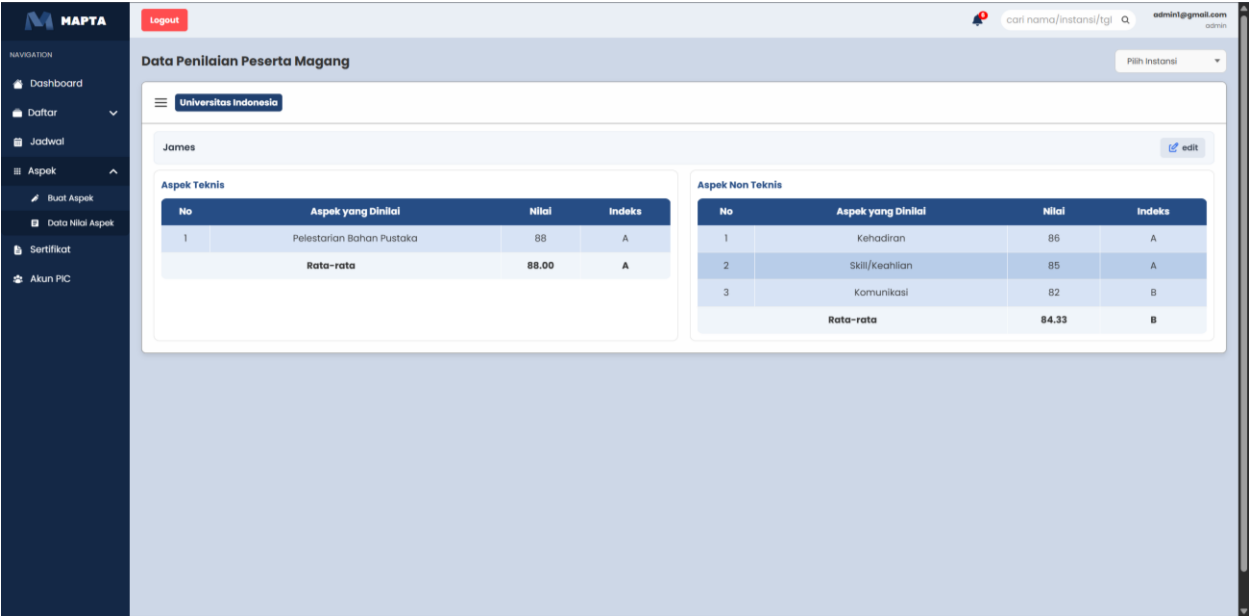 MAPTA
Logout
6
cari nama/instansi/tgl
admin1@gmail.com
admin
NAVIGATION
Dashboard
Daftar
Jadwal
Aspek
Buat Aspek
Data Nilai Aspek
Sertifikat
Akun PIC
Data Penilaian Peserta Magang
Pilih Instansi
Universitas Indonesia
James
edit
Aspek Teknis
No Aspek yang Dinilai Nilai Indeks
1 Pelestarian Bahan Pustaka 88 A
Rata-rata 88.00 A
Aspek Non Teknis
No Aspek yang Dinilai Nilai Indeks
1 Kehadiran 86 A
2 Skill/Keahlian 85 A
3 Komunikasi 82 B
Rata-rata 84.33 B